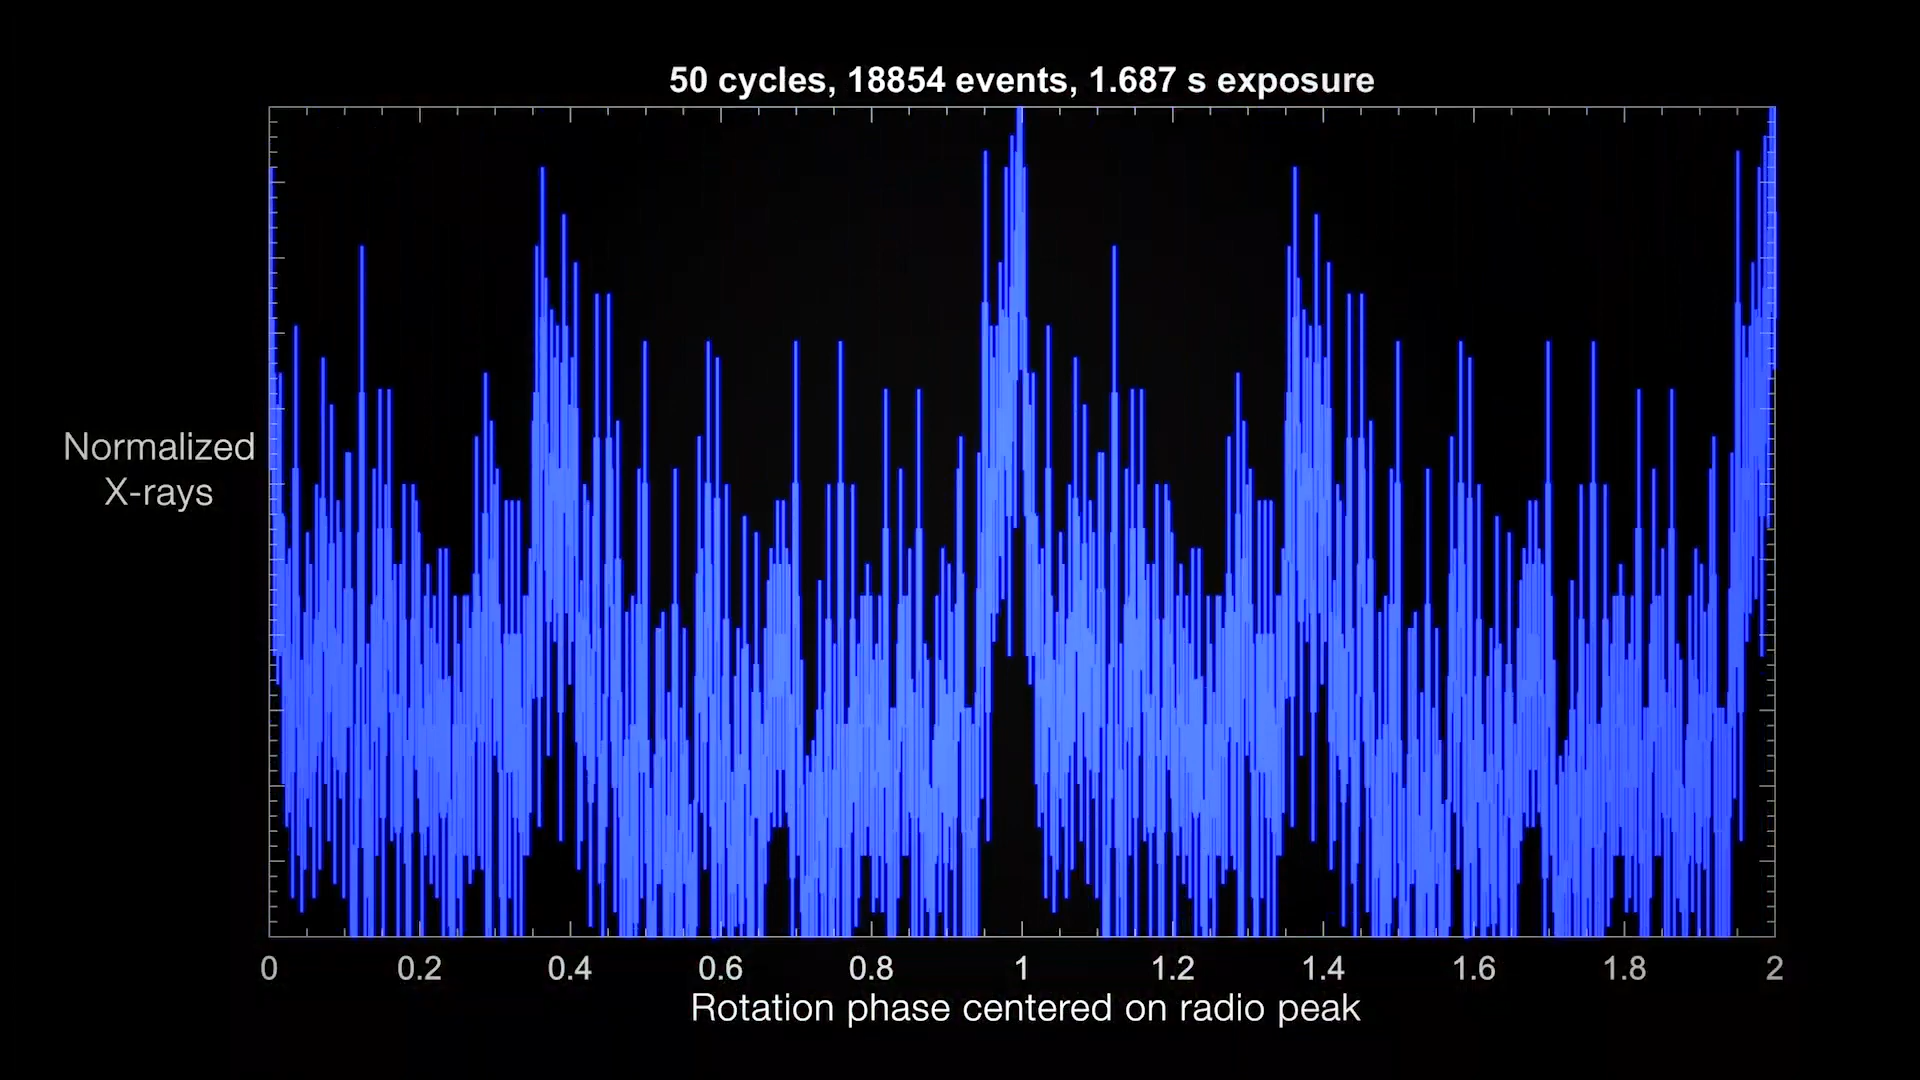 50 cycles, 18854 events, 1.687 s exposure
Normalized
X-rays
0 0.2 0.4 0.6 0.8 1 1.2 1.4 1.6 1.8 2
Rotation phase centered on radio peak